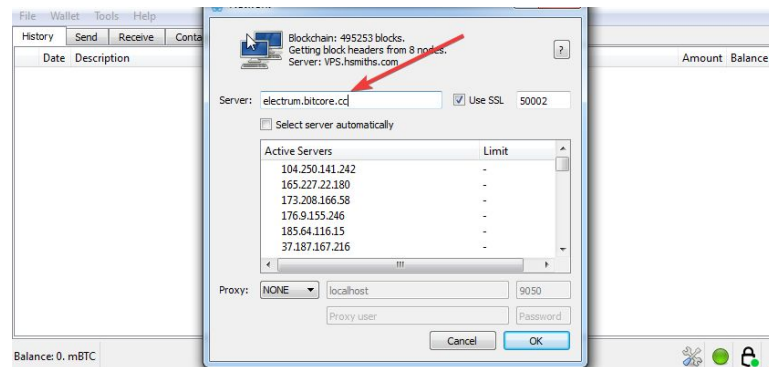 File Wallet Tools Help
History Send Receive Conta
Date Description Amount Balance
Blockchain: 495253 blocks.
Getting block headers from 8 nodes.
Server: VPS.hsmiths.com
?
Server: electrum.bitcore.cc Use SSL 50002
Select server automatically
Active Servers Limit
104.250.141.242 -
165.227.22.180 -
173.208.166.58 -
176.9.155.246 -
185.64.116.15 -
37.187.167.216 -
Proxy: NONE localhost 9050
Proxy user Password
Cancel OK
Balance: 0. mBTC